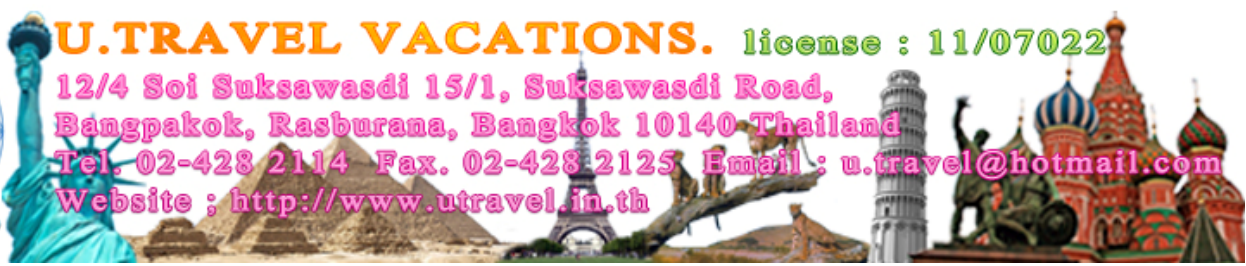 U.TRAVEL VACATIONS. license : 11/07022
12/4 Soi Suksawasdi 15/1, Suksawasdi Road,
Bangpakok, Rasburana, Bangkok 10140 Thailand
Tel. 02-428 2114 Fax. 02-428 2125 Email : u.travel@hotmail.com
Website ; http://www.utravel.in.th